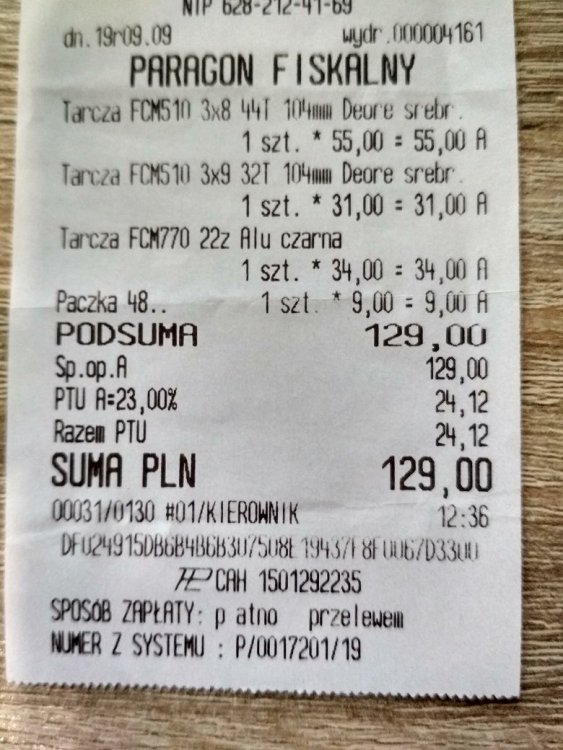 NIP 628-212-41-69
dn.19r09.09 wydr.000004161
PARAGON FISKALNY
Tarcza FCM510 3x8 44T 104mm Deore srebr.
1 szt. * 55,00 = 55,00 A
Tarcza FCM510 3x9 32T 104mm Deore srebr.
1 szt. * 31,00 = 31,00 A
Tarcza FCM770 22z Alu czarna
1 szt. * 34,00 = 34,00 A
Paczka 48.. 1 szt. * 9,00 = 9,00 A
PODSUMA 129,00
Sp.op.A 129,00
PTU A=23,00% 24,12
Razem PTU 24,12
SUMA PLN 129,00
00031/0130 #01/KIEROWNIK 12:36
CAH 1501292235
SPOSÓB ZAPŁATY: p atno przelewem
NUMER Z SYSTEMU : P/0017201/19